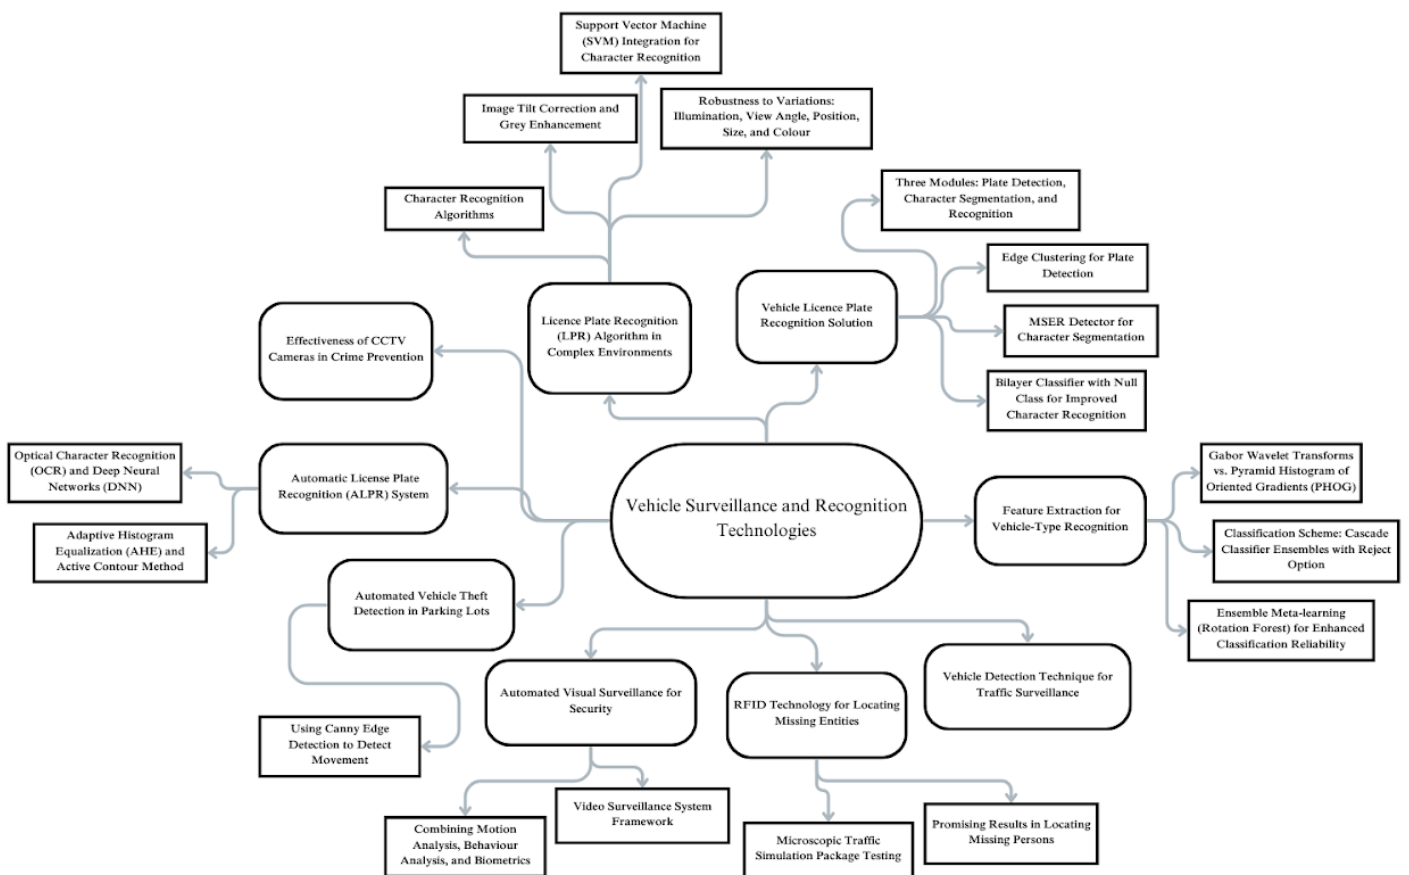 Support Vector Machine
(SVM) Integration for
Character Recognition
Image Tilt Correction and
Grey Enhancement
Robustness to Variations:
Illumination, View Angle, Position,
Size, and Colour
Character Recognition
Algorithms
Three Modules: Plate Detection,
Character Segmentation, and
Recognition
Edge Clustering for Plate
Detection
MSER Detector for
Character Segmentation
Bilayer Classifier with Null
Class for Improved
Character Recognition
Vehicle Licence Plate
Recognition Solution
Licence Plate Recognition
(LPR) Algorithm in
Complex Environments
Effectiveness of CCTV
Cameras in Crime Prevention
Optical Character Recognition
(OCR) and Deep Neural
Networks (DNN)
Automatic License Plate
Recognition (ALPR) System
Adaptive Histogram
Equalization (AHE) and
Active Contour Method
Vehicle Surveillance and Recognition
Technologies
Feature Extraction for
Vehicle-Type Recognition
Gabor Wavelet Transforms
vs. Pyramid Histogram of
Oriented Gradients (PHOG)
Classification Scheme: Cascade
Classifier Ensembles with Reject
Option
Ensemble Meta-learning
(Rotation Forest) for Enhanced
Classification Reliability
Automated Vehicle Theft
Detection in Parking Lots
Using Canny Edge
Detection to Detect
Movement
Automated Visual Surveillance for
Security
RFID Technology for Locating
Missing Entities
Vehicle Detection Technique for
Traffic Surveillance
Combining Motion
Analysis, Behaviour
Analysis, and Biometrics
Video Surveillance System
Framework
Microscopic Traffic
Simulation Package Testing
Promising Results in Locating
Missing Persons